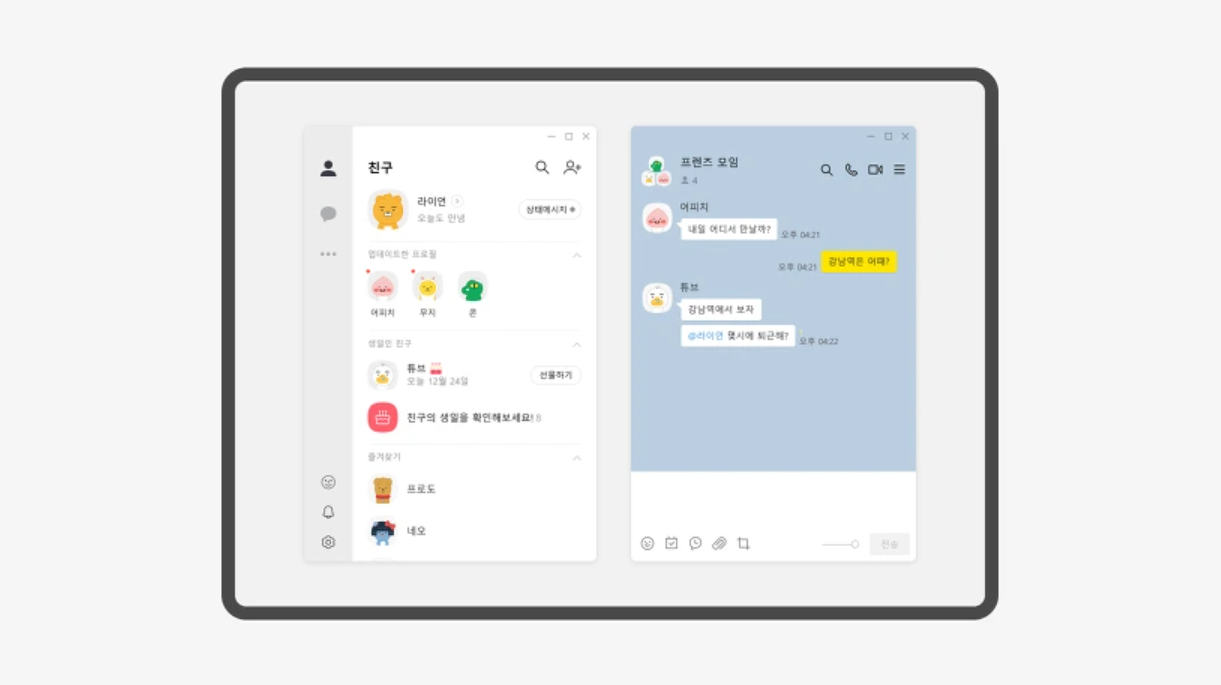 친구
라이언
오늘도 안녕
상태메시지
업데이트한 프로필
어피치
무지
콘
생일인 친구
튜브
오늘 12월 24일
선물하기
친구의 생일을 확인해보세요! 8
즐겨찾기
프로도
네오
프렌즈 모임
4
어피치
내일 어디서 만날까?
오후 04:21
강남역은 어때?
오후 04:21
튜브
강남역에서 보자
@라이언 몇시에 퇴근해?
오후 04:22
전송